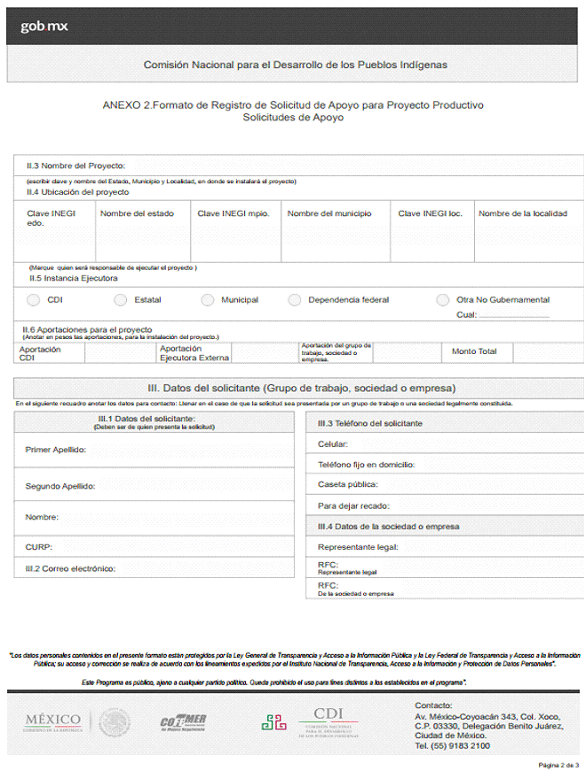 gob mx
Comisión Nacional para el Desarrollo de los Pueblos Indígenas
ANEXO 2.Formato de Registro de Solicitud de Apoyo para Proyecto Productivo
Solicitudes de Apoyo
II.3 Nombre del Proyecto:
(escribir clave y nombre del Estado, Municipio y Localidad, en donde se instalará el proyecto)
II.4 Ubicación del proyecto
Clave INEGI edo.
Nombre del estado
Clave INEGI mpio.
Nombre del municipio
Clave INEGI loc.
Nombre de la localidad
(Marque quien será responsable de ejecutar el proyecto )
II.5 Instancia Ejecutora
CDI
Estatal
Municipal
Dependencia federal
Otra No Gubernamental
Cual:
II.6 Aportaciones para el proyecto
(Anotar en pesos las aportaciones, para la instalación del proyecto.)
Aportación CDI
Aportación Ejecutora Externa
Aportación del grupo de trabajo, sociedad o empresa.
Monto Total
III. Datos del solicitante (Grupo de trabajo, sociedad o empresa)
En el siguiente recuadro anotar los datos para contacto: Llenar en el caso de que la solicitud sea presentada por un grupo de trabajo o una sociedad legalmente constituida.
III.1 Datos del solicitante:
(Deben ser de quien presenta la solicitud)
Primer Apellido:
Segundo Apellido:
Nombre:
CURP:
III.2 Correo electrónico:
III.3 Teléfono del solicitante
Celular:
Teléfono fijo en domicilio:
Caseta pública:
Para dejar recado:
III.4 Datos de la sociedad o empresa
Representante legal:
RFC:
Representante legal
RFC:
De la sociedad o empresa
"Los datos personales contenidos en el presente formato están protegidos por la Ley General de Transparencia y Acceso a la Información Pública y la Ley Federal de Transparencia y Acceso a la Información
Pública; su acceso y corrección se realiza de acuerdo con los lineamientos expedidos por el Instituto Nacional de Transparencia, Acceso a la Información y Protección de Datos Personales".
Este Programa es público, ajeno a cualquier partido político. Queda prohibido el uso para fines distintos a los establecidos en el programa".
MÉXICO
GOBIERNO DE LA REPÚBLICA
COFEMER
CDI
COMISIÓN NACIONAL
PARA EL DESARROLLO
DE LOS PUEBLOS INDÍGENAS
Contacto:
Av. México-Coyoacán 343, Col. Xoco,
C.P. 03330, Delegación Benito Juárez,
Ciudad de México.
Tel. (55) 9183 2100
Página 2 de 3